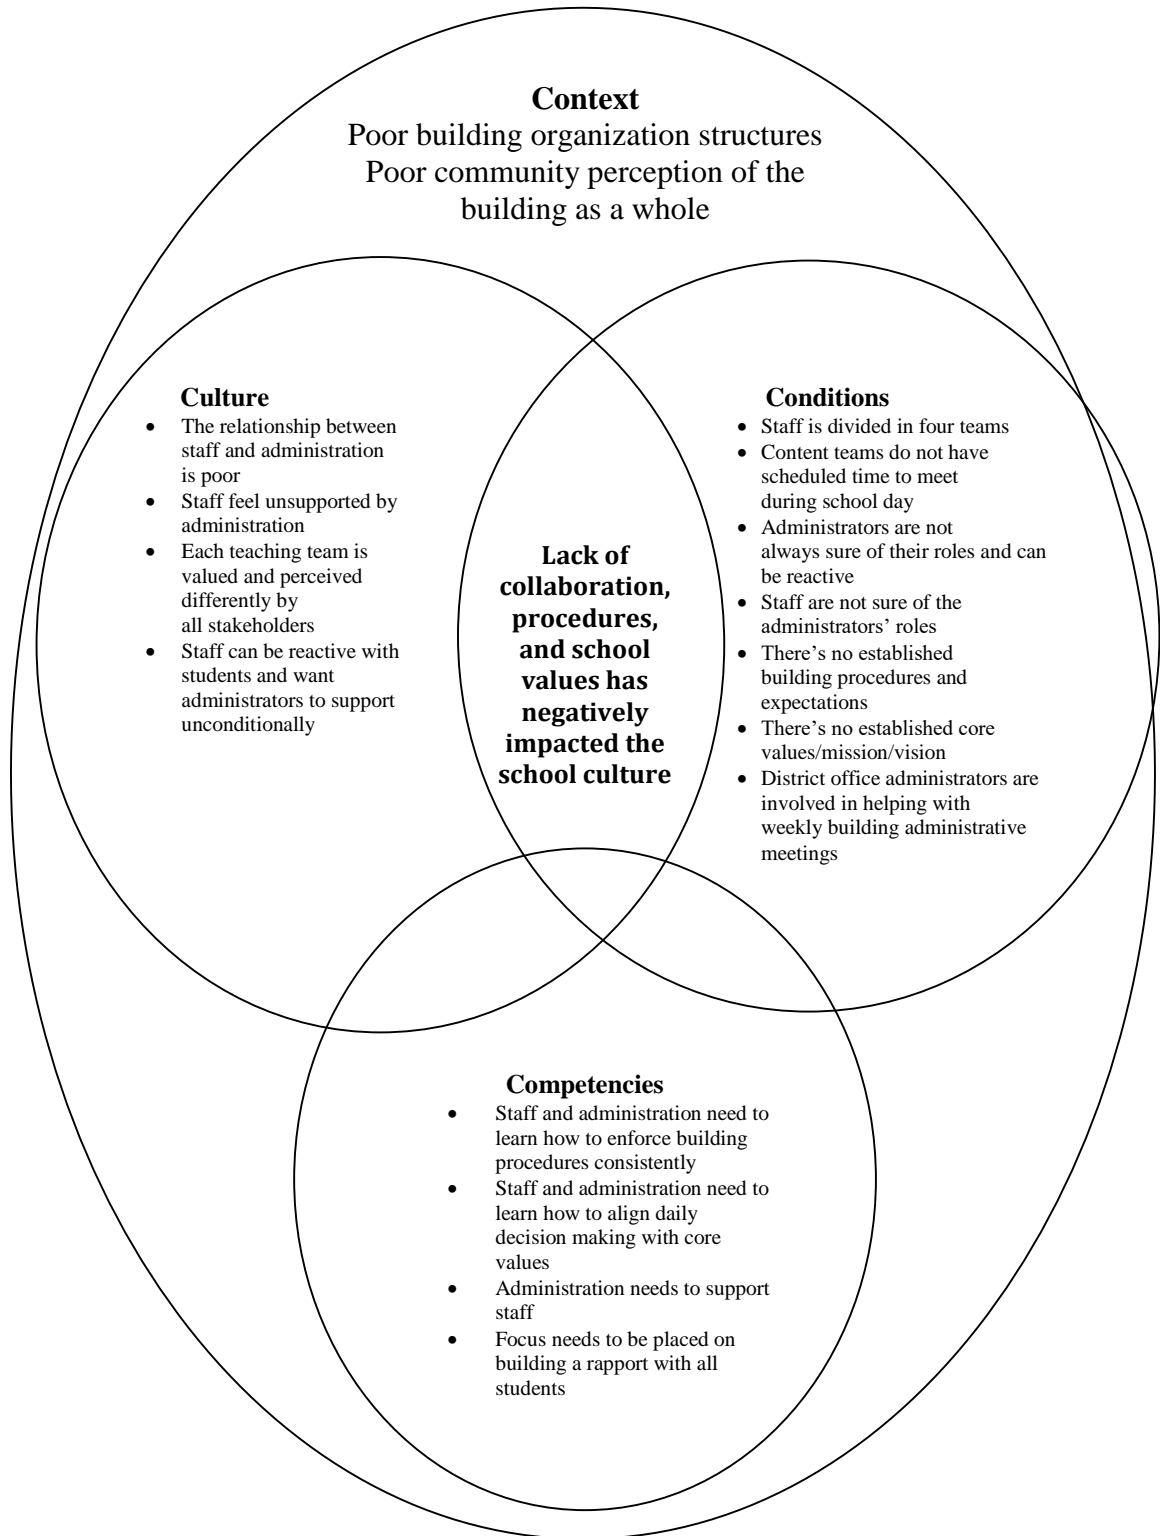 Context
Poor building organization structures
Poor community perception of the
building as a whole
Culture
• The relationship between
staff and administration
is poor
• Staff feel unsupported by
administration
• Each teaching team is
valued and perceived
differently by
all stakeholders
• Staff can be reactive with
students and want
administrators to support
unconditionally
Lack of
collaboration,
procedures,
and school
values has
negatively
impacted the
school culture
Conditions
• Staff is divided in four teams
• Content teams do not have
scheduled time to meet
during school day
• Administrators are not
always sure of their roles and can
be reactive
• Staff are not sure of the
administrators’ roles
• There’s no established
building procedures and
expectations
• There’s no established core
values/mission/vision
• District office administrators are
involved in helping with
weekly building administrative
meetings
Competencies
• Staff and administration need to
learn how to enforce building
procedures consistently
• Staff and administration need to
learn how to align daily
decision making with core
values
• Administration needs to support
staff
• Focus needs to be placed on
building a rapport with all
students